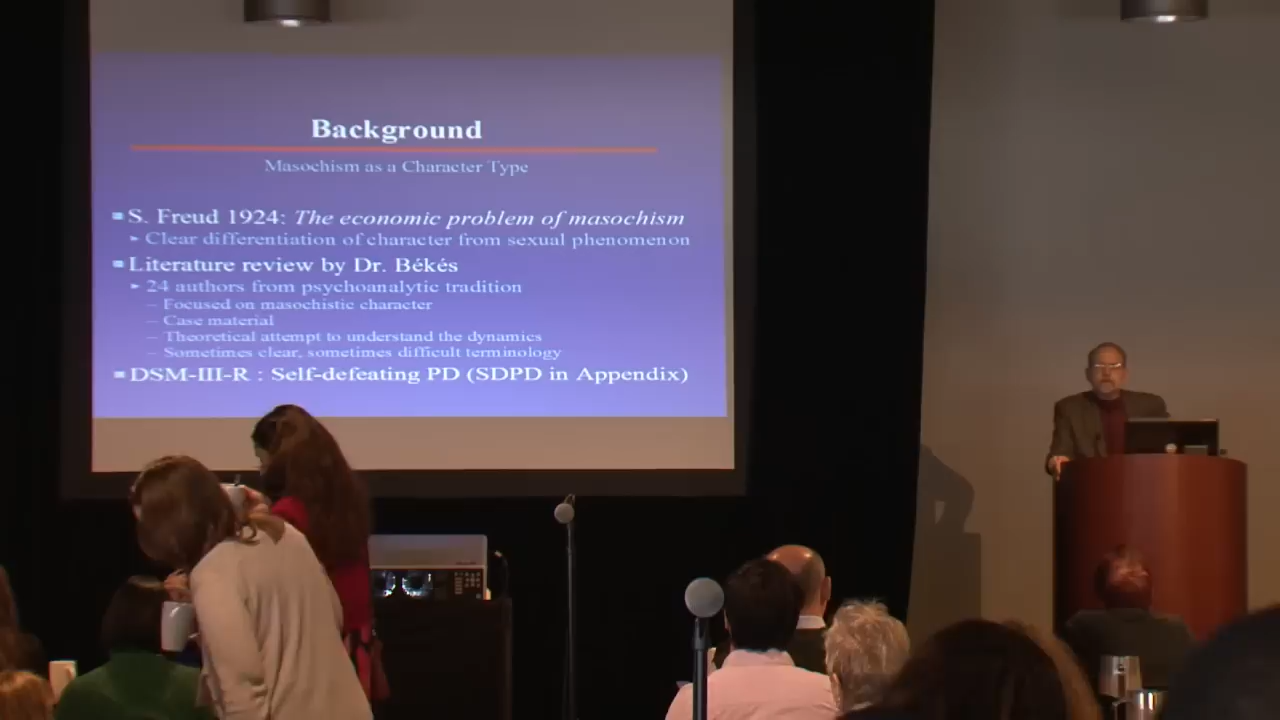 Background
Masochism as a Character Type
S. Freud 1924: The economic problem of masochism
Clear differentiation of character from sexual phenomenon
Literature review by Dr. Békés
24 authors from psychoanalytic tradition
– Focused on masochistic character
– Case material
– Theoretical attempt to understand the dynamics
– Sometimes clear, sometimes difficult terminology
DSM-III-R : Self-defeating PD (SDPD in Appendix)